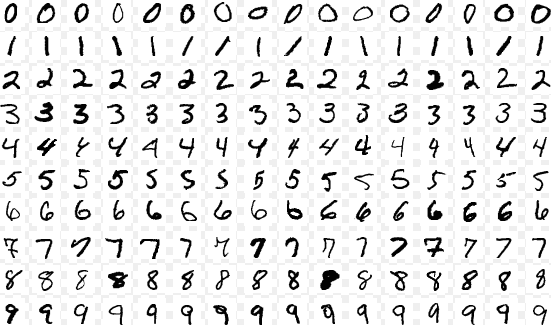 0 0 0 0 0 0 0 0 0 0 0 0 0 0 0 0
1 1 1 1 1 1 1 1 1 1 1 1 1 1 1 1
2 2 2 2 2 2 2 2 2 2 2 2 2 2 2 2
3 3 3 3 3 3 3 3 3 3 3 3 3 3 3 3
4 4 4 4 4 4 4 4 4 4 4 4 4 4 4 4
5 5 5 5 5 5 5 5 5 5 5 5 5 5 5 5
6 6 6 6 6 6 6 6 6 6 6 6 6 6 6 6
7 7 7 7 7 7 7 7 7 7 7 7 7 7 7 7
8 8 8 8 8 8 8 8 8 8 8 8 8 8 8 8
9 9 9 9 9 9 9 9 9 9 9 9 9 9 9 9